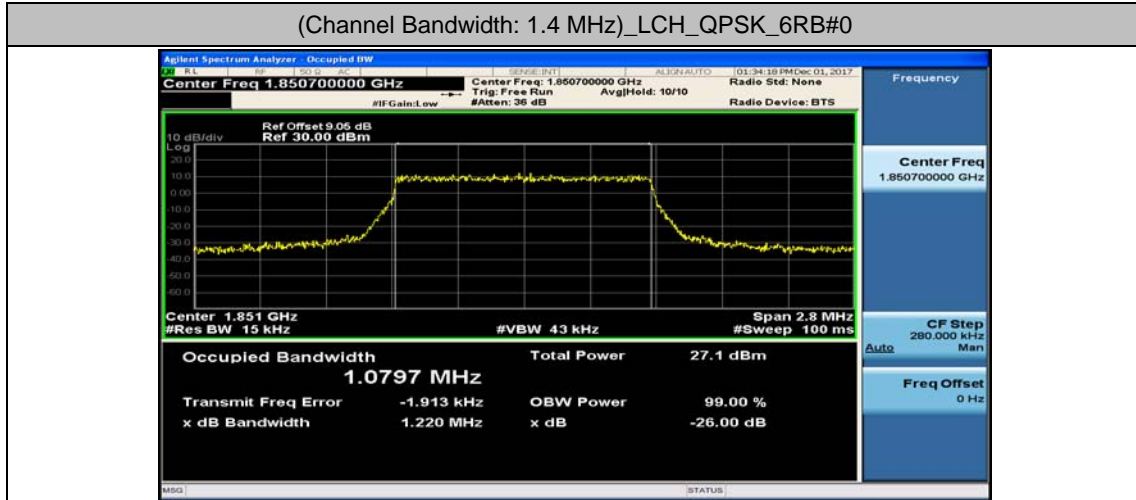 (Channel Bandwidth: 1.4 MHz)_LCH_QPSK_6RB#0
Agilent Spectrum Analyzer - Occupied BW
RL RF 50 Ω AC SENSE:INT ALIGN AUTO 01:34:18 PM Dec 01, 2017
Center Freq 1.850700000 GHz
Center Freq: 1.850700000 GHz
Radio Std: None
Trig: Free Run Avg|Hold: 10/10
#IFGain:Low
#Atten: 36 dB
Radio Device: BTS
Frequency
Ref Offset 9.05 dB
10 dB/div Ref 30.00 dBm
Log
20.0
10.0
0.00
-10.0
-20.0
-30.0
-40.0
-50.0
-60.0
Center 1.851 GHz
Span 2.8 MHz
#Res BW 15 kHz
#VBW 43 kHz
#Sweep 100 ms
Occupied Bandwidth
Total Power 27.1 dBm
1.0797 MHz
Transmit Freq Error -1.913 kHz
OBW Power 99.00 %
x dB Bandwidth 1.220 MHz
x dB -26.00 dB
Center Freq
1.850700000 GHz
CF Step
280.000 kHz
Auto Man
Freq Offset
0 Hz
MSG
STATUS